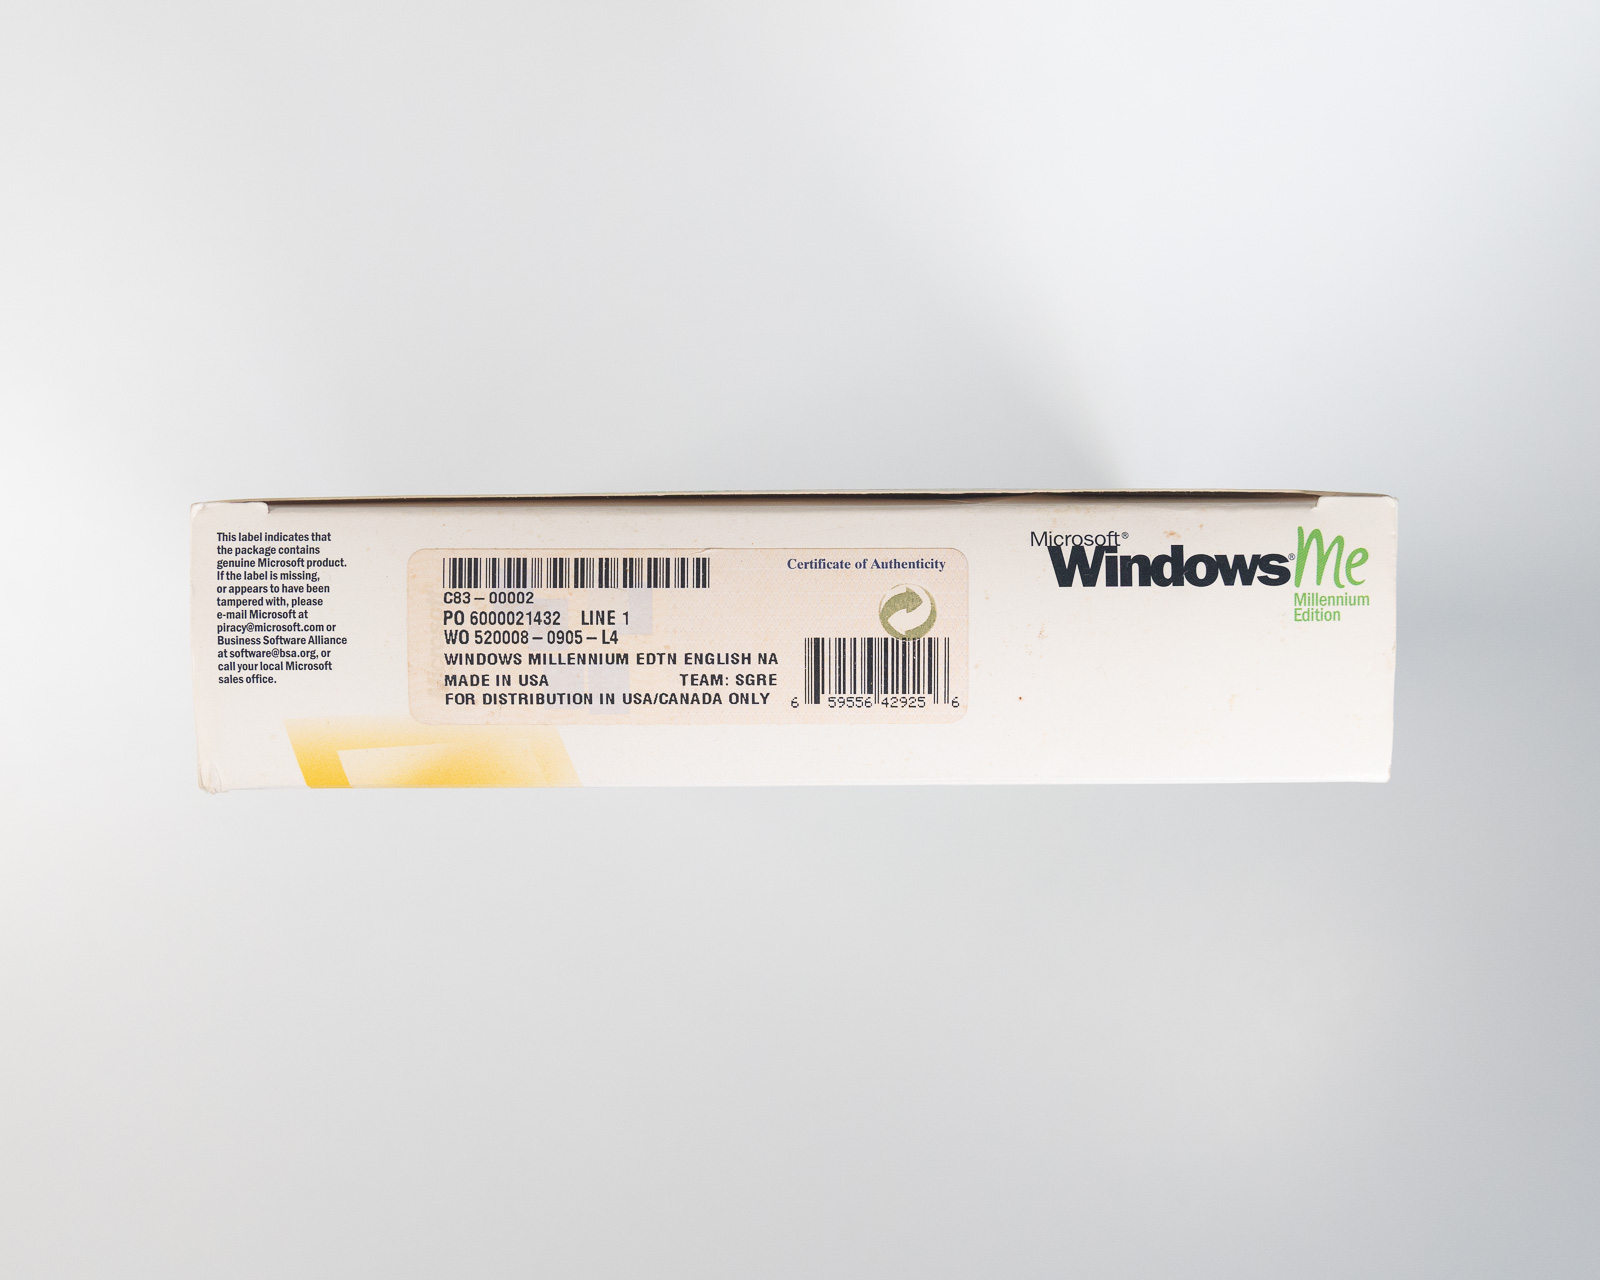 This label indicates that
the package contains
genuine Microsoft product.
If the label is missing,
or appears to have been
tampered with, please
e-mail Microsoft at
piracy@microsoft.com or
Business Software Alliance
at software@bsa.org, or
call your local Microsoft
sales office.
C83-00002
PO 6000021432 LINE 1
WO 520008-0905-L4
WINDOWS MILLENNIUM EDTN ENGLISH NA
MADE IN USA TEAM: SGRE
FOR DISTRIBUTION IN USA/CANADA ONLY
Certificate of Authenticity
6 59556 42925 6
Microsoft®
Windows® Me
Millennium
Edition